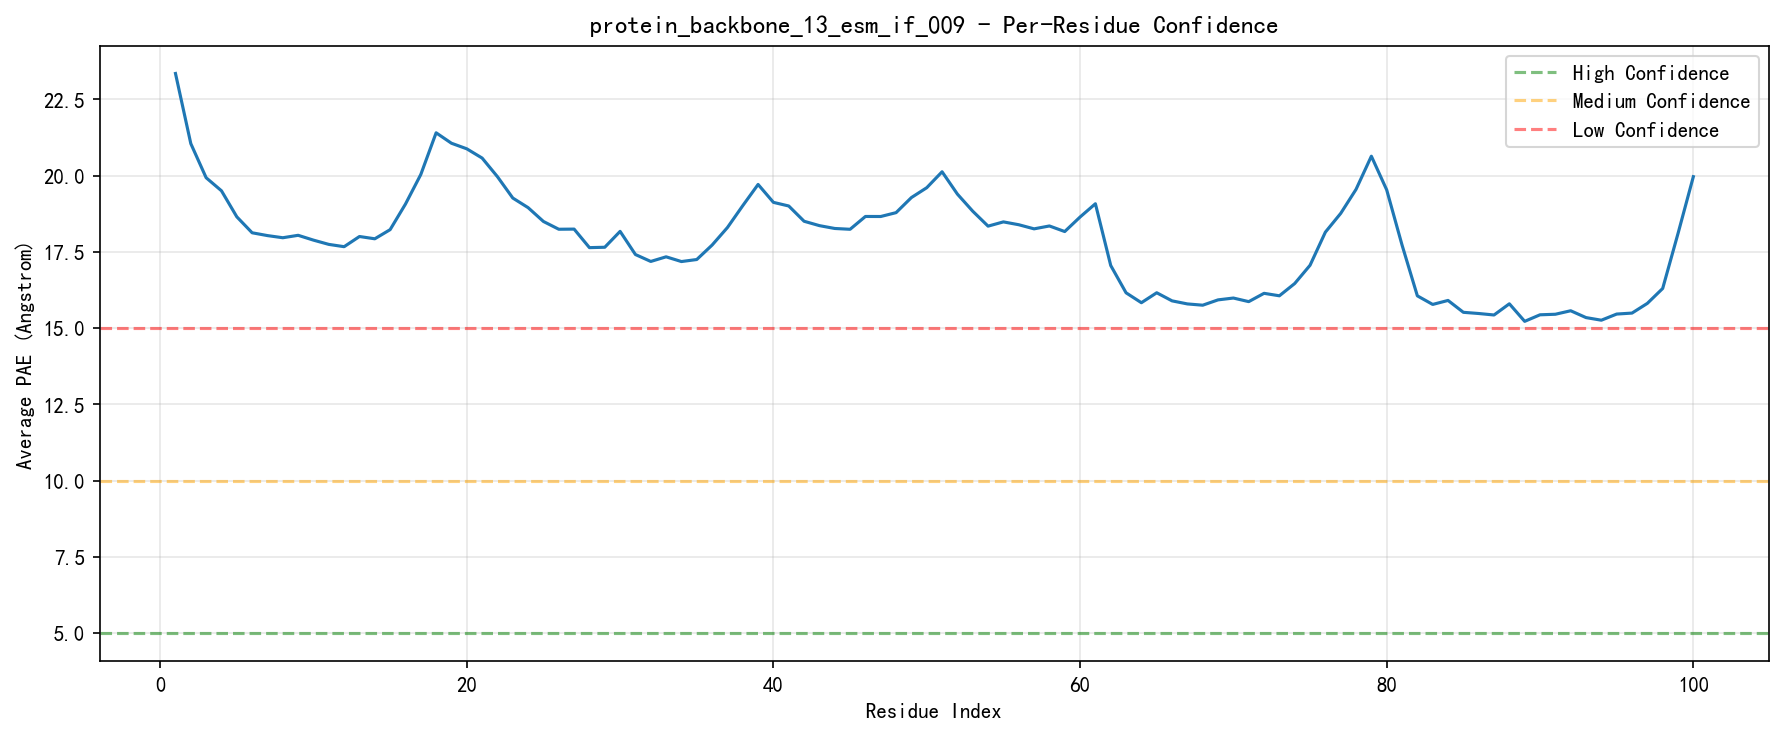 protein_backbone_13_esm_if_009 - Per-Residue Confidence
High Confidence
Medium Confidence
Low Confidence
22.5
20.0
17.5
15.0
12.5
10.0
7.5
5.0
Average PAE (Angstrom)
0 20 40 60 80 100
Residue Index